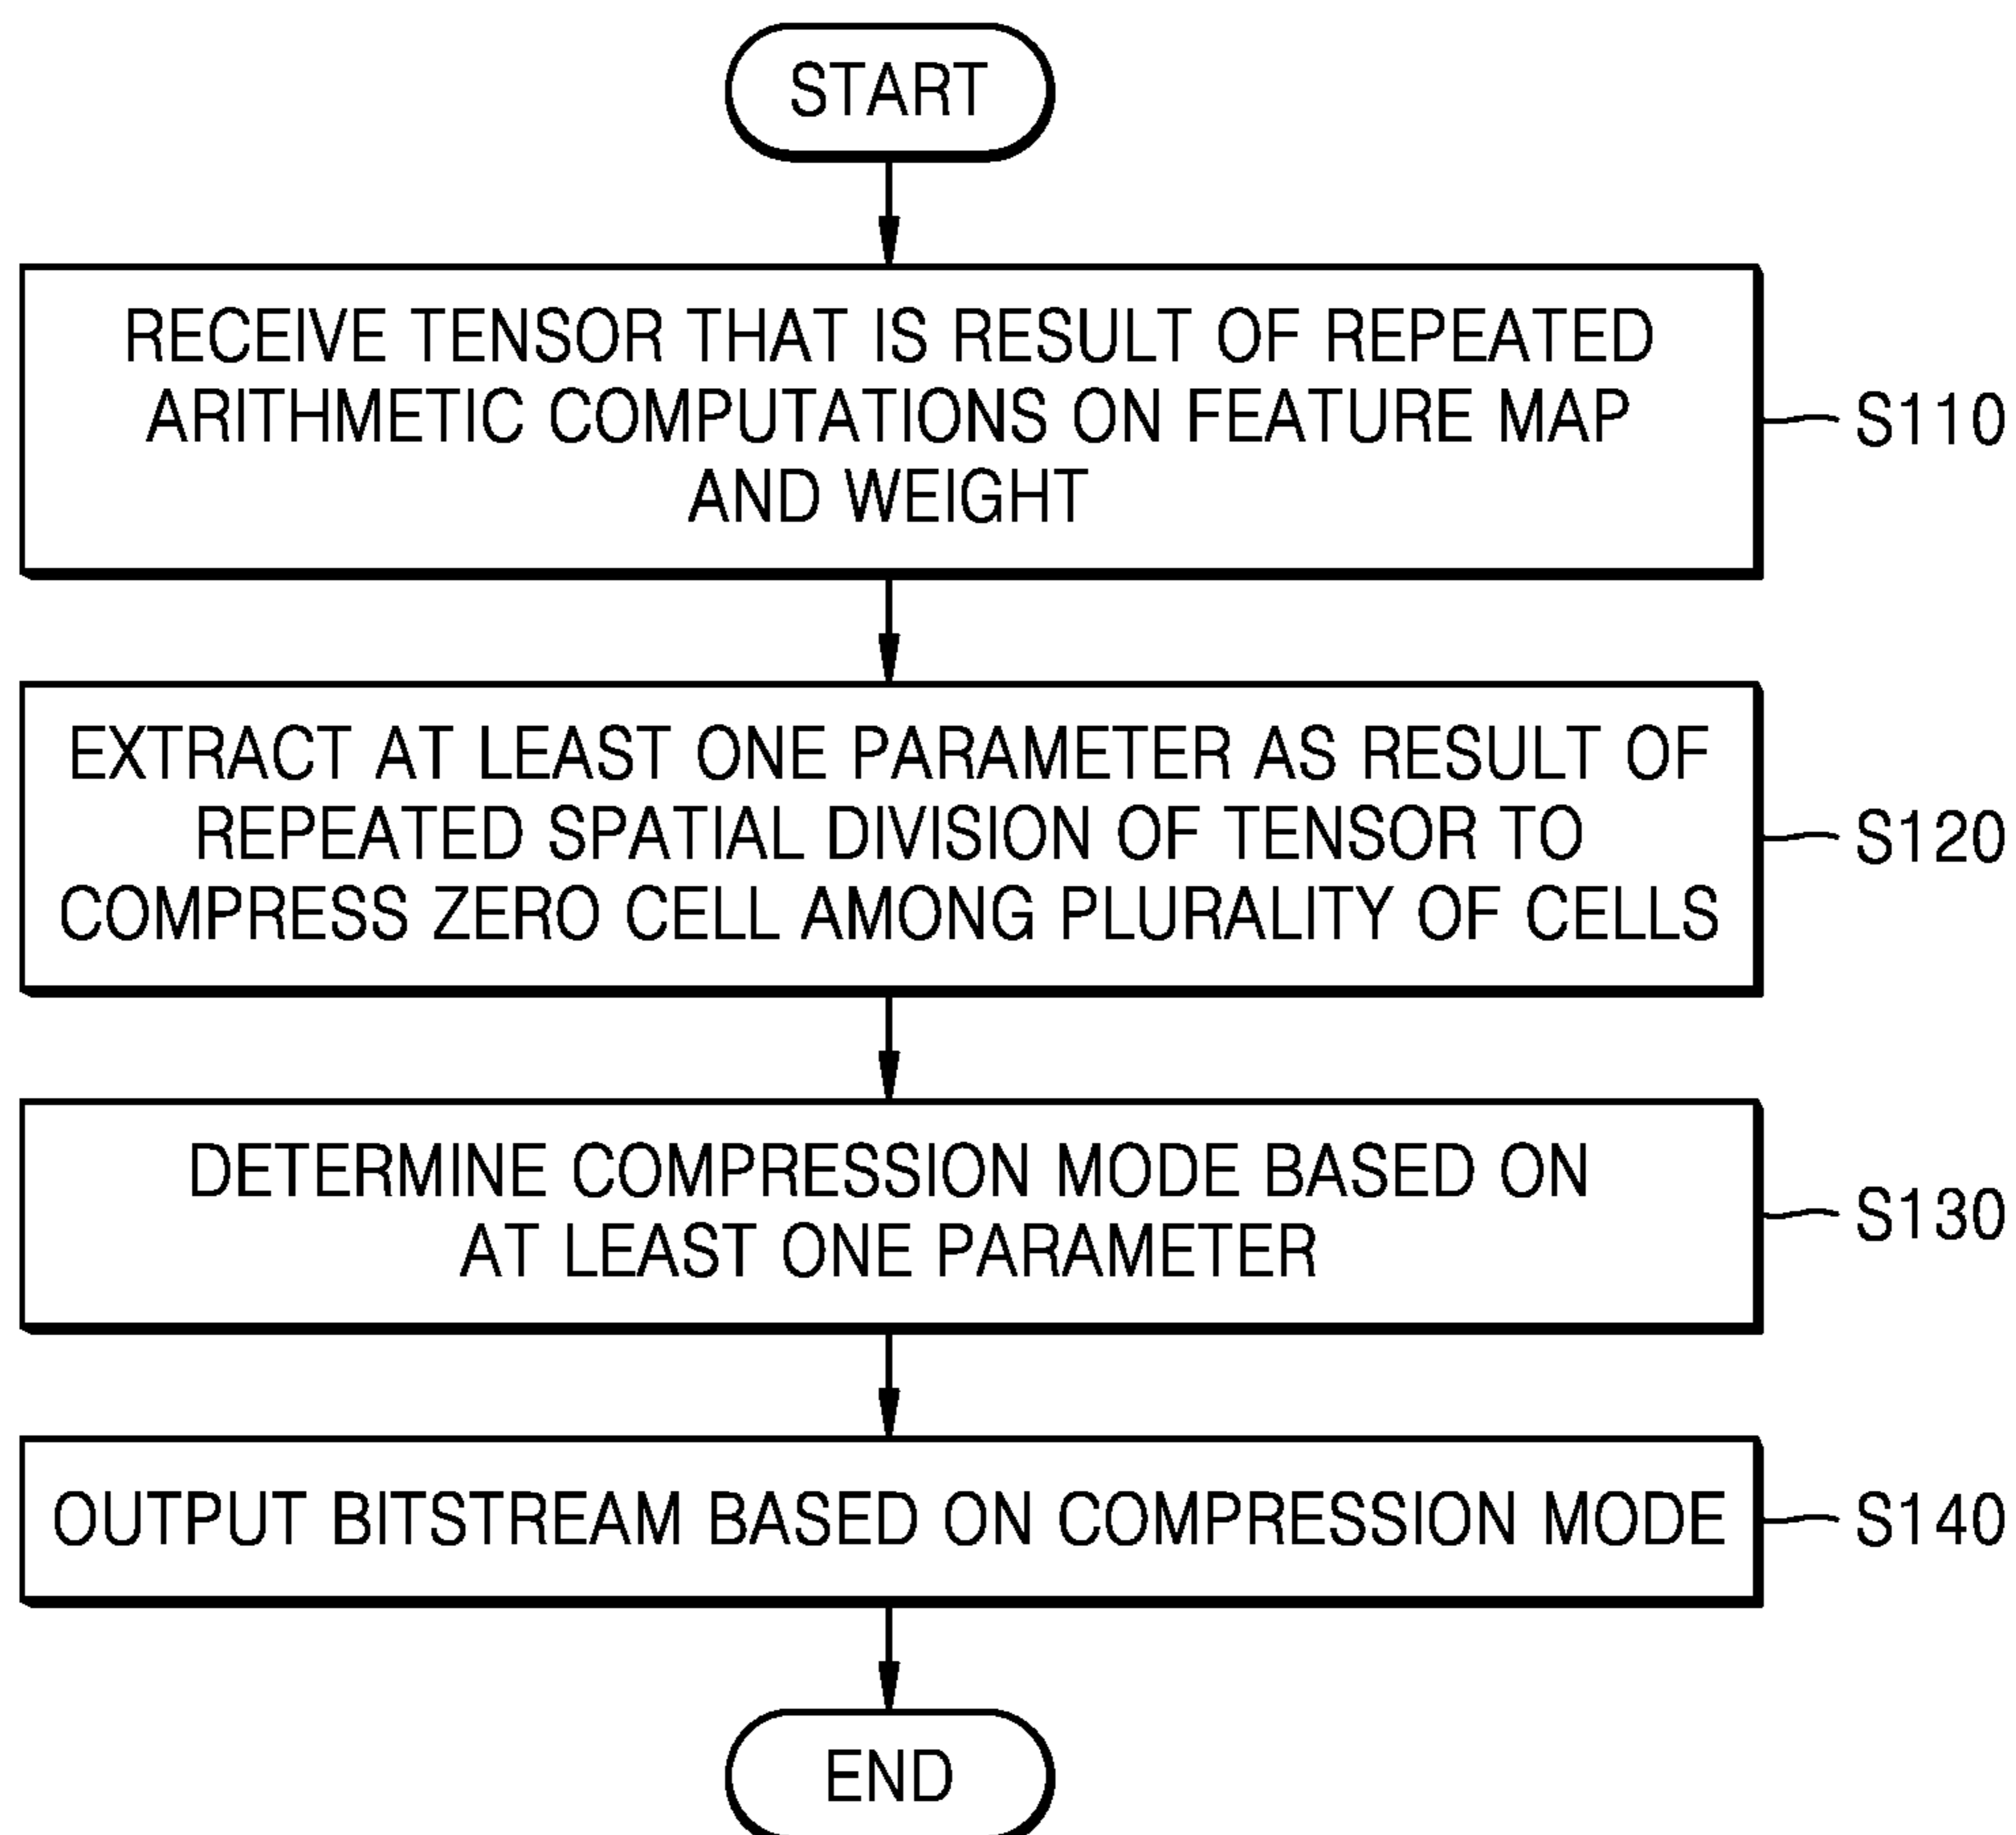 START
RECEIVE TENSOR THAT IS RESULT OF REPEATED
ARITHMETIC COMPUTATIONS ON FEATURE MAP
AND WEIGHT
S110
EXTRACT AT LEAST ONE PARAMETER AS RESULT OF
REPEATED SPATIAL DIVISION OF TENSOR TO
COMPRESS ZERO CELL AMONG PLURALITY OF CELLS
S120
DETERMINE COMPRESSION MODE BASED ON
AT LEAST ONE PARAMETER
S130
OUTPUT BITSTREAM BASED ON COMPRESSION MODE
S140
END